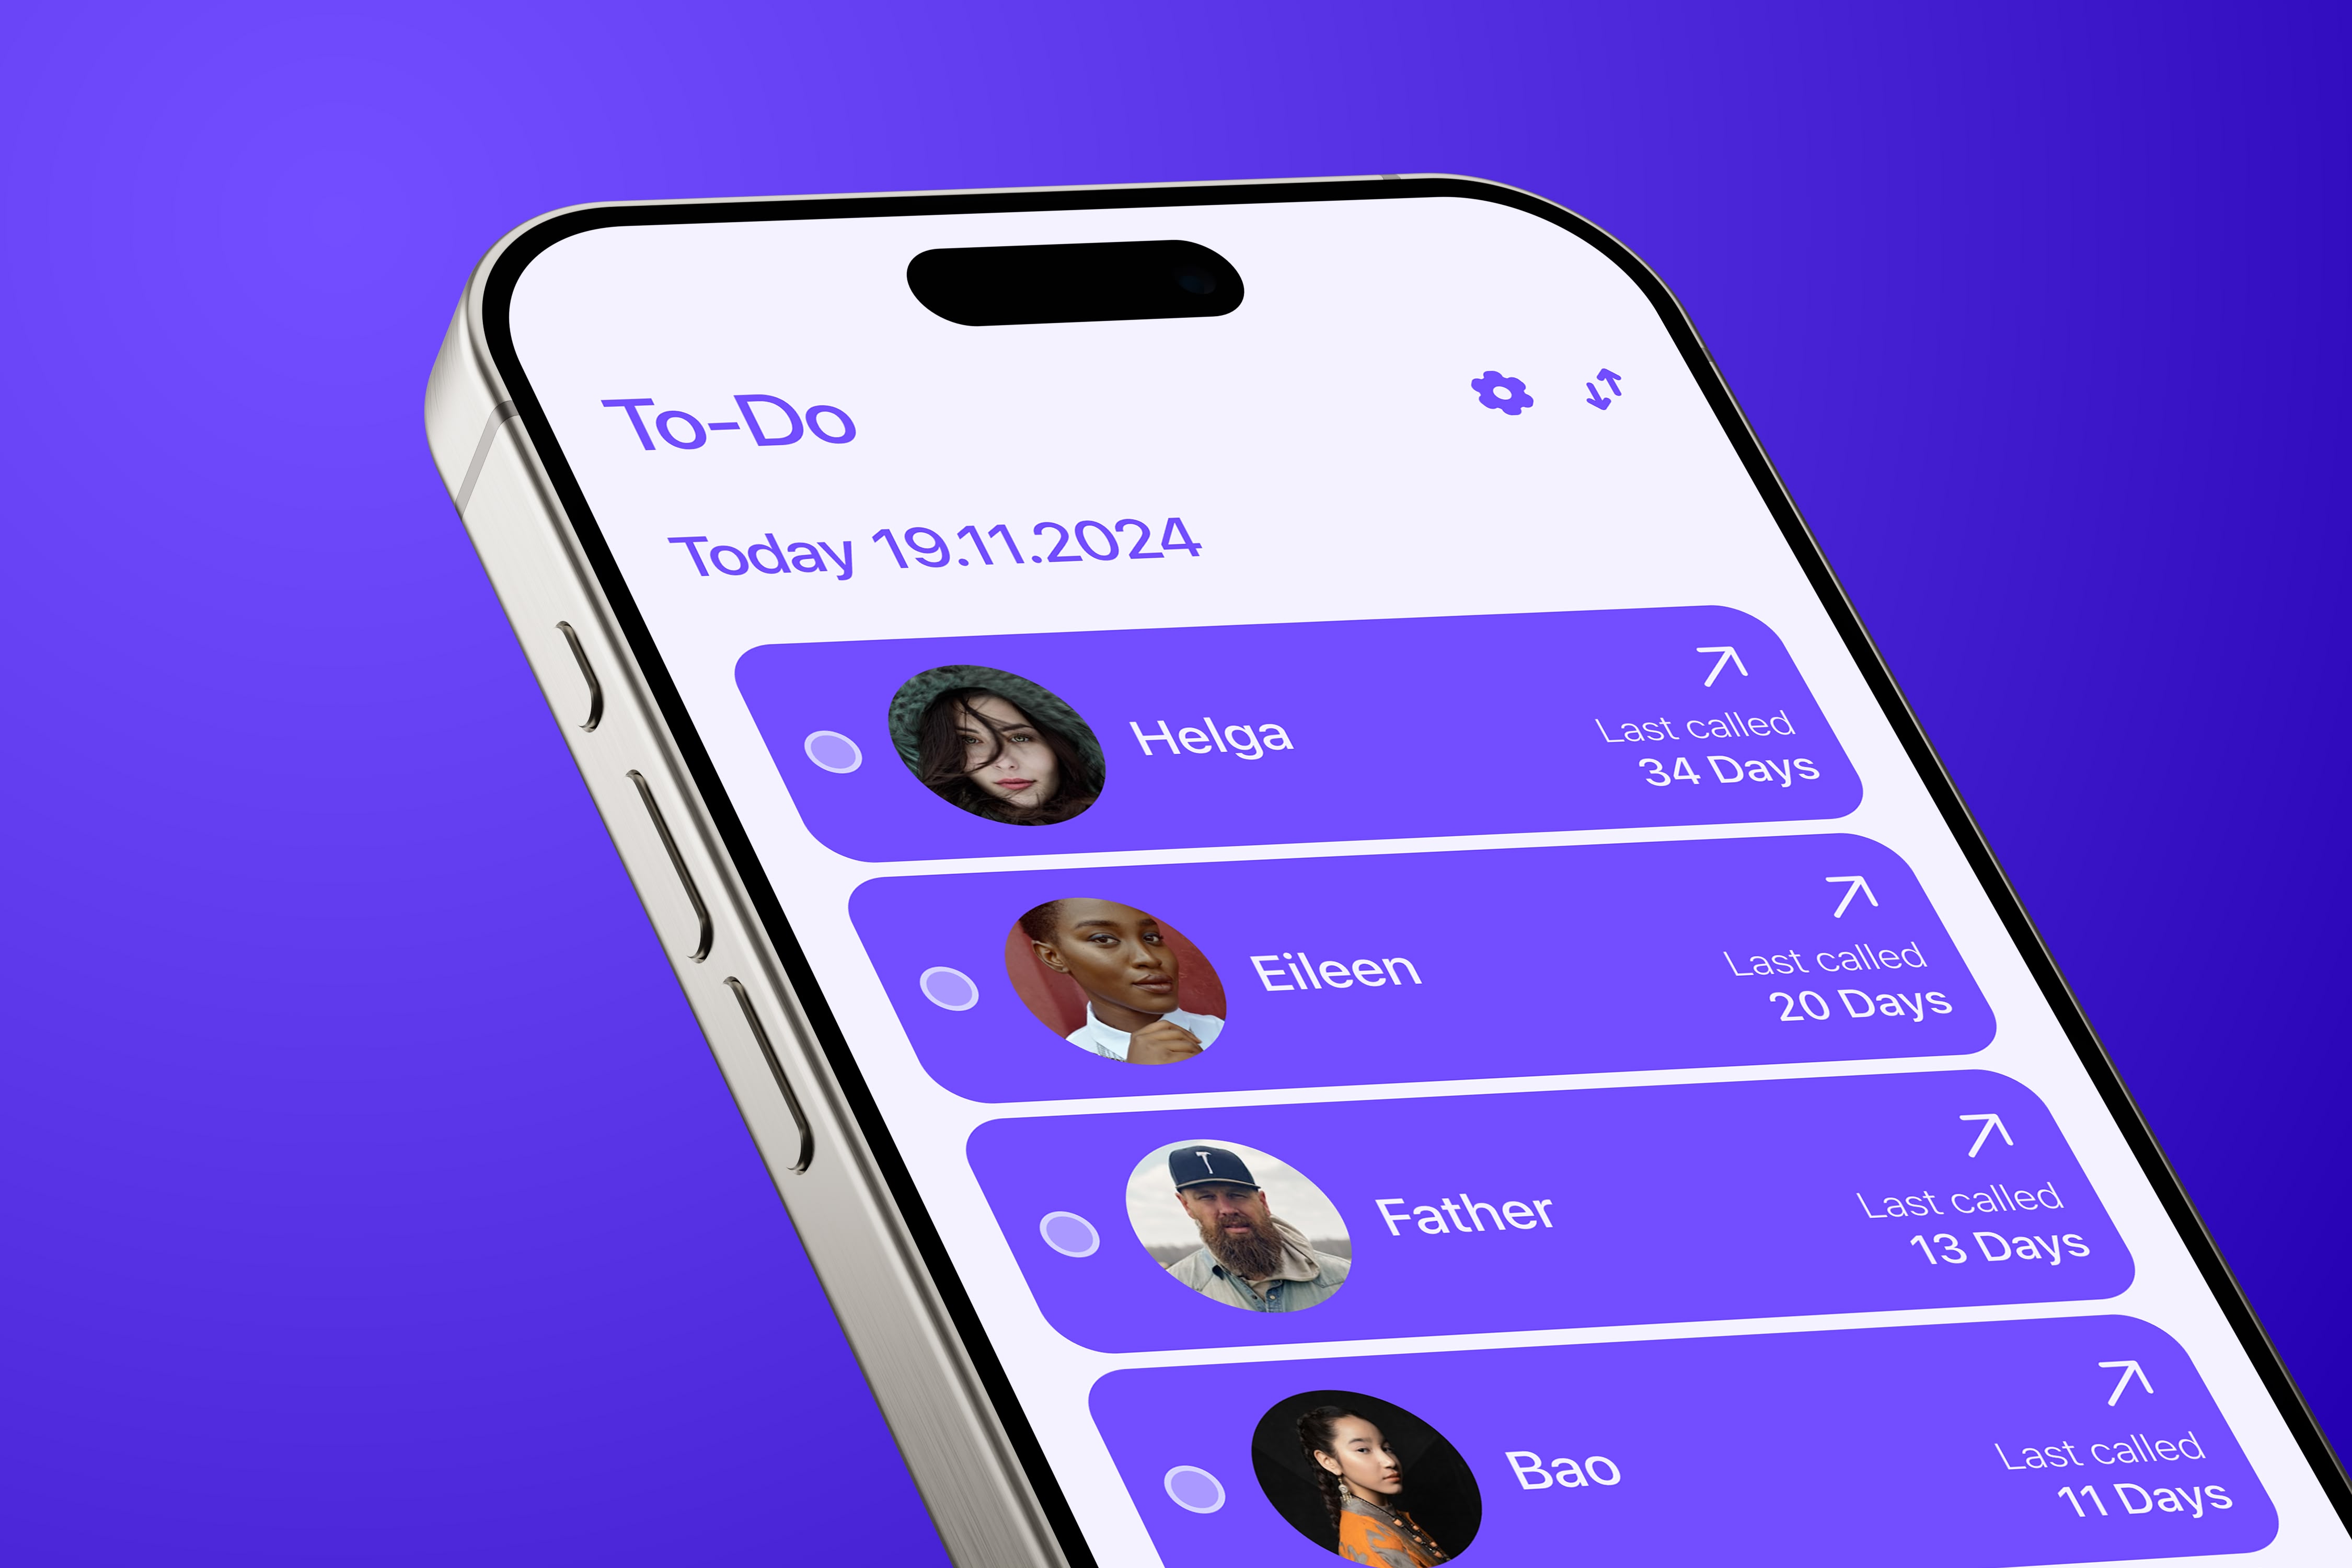 To-Do
Today 19.11.2024
Helga
Last called
34 Days
Eileen
Last called
20 Days
Father
Last called
13 Days
Bao
Last called
11 Days